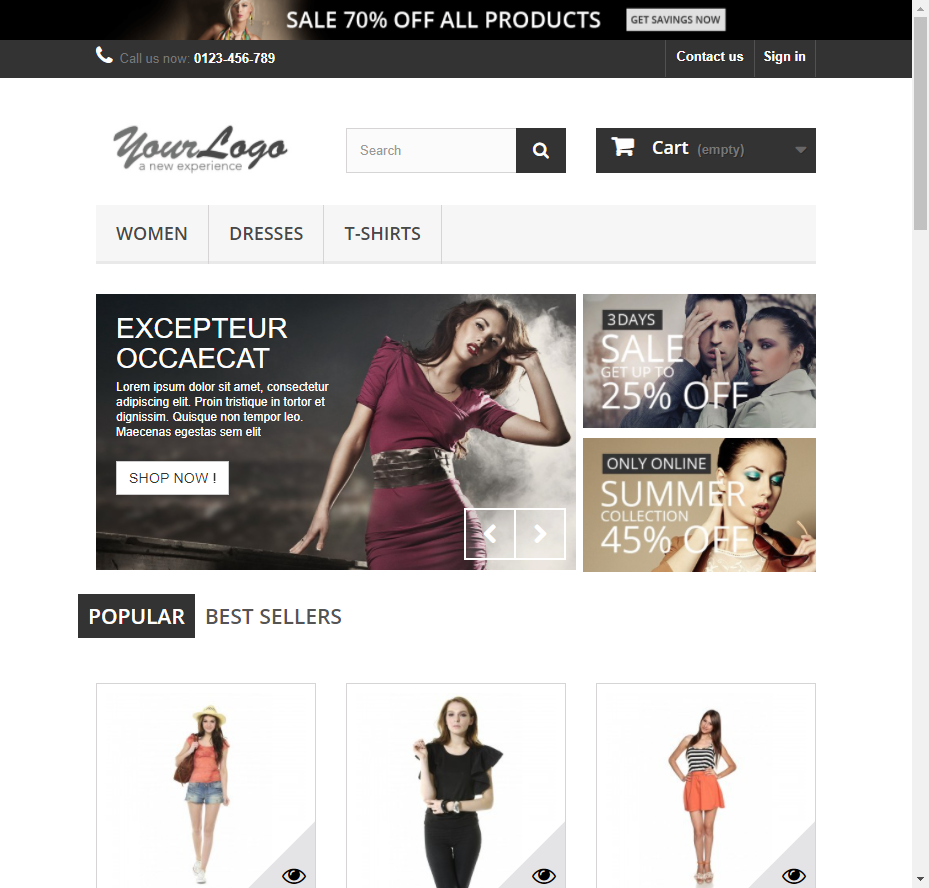 SALE 70% OFF ALL PRODUCTS GET SAVINGS NOW
Call us now: 0123-456-789 Contact us Sign in
YourLogo
a new experience
Search
Cart (empty)
WOMEN DRESSES T-SHIRTS
EXCEPTEUR
OCCAECAT
Lorem ipsum dolor sit amet, consectetur
adipiscing elit. Proin tristique in tortor et
dignissim. Quisque non tempor leo.
Maecenas egestas sem elit
SHOP NOW !
3 DAYS
SALE
GET UP TO
25% OFF
ONLY ONLINE
SUMMER
COLLECTION
45% OFF
POPULAR BEST SELLERS